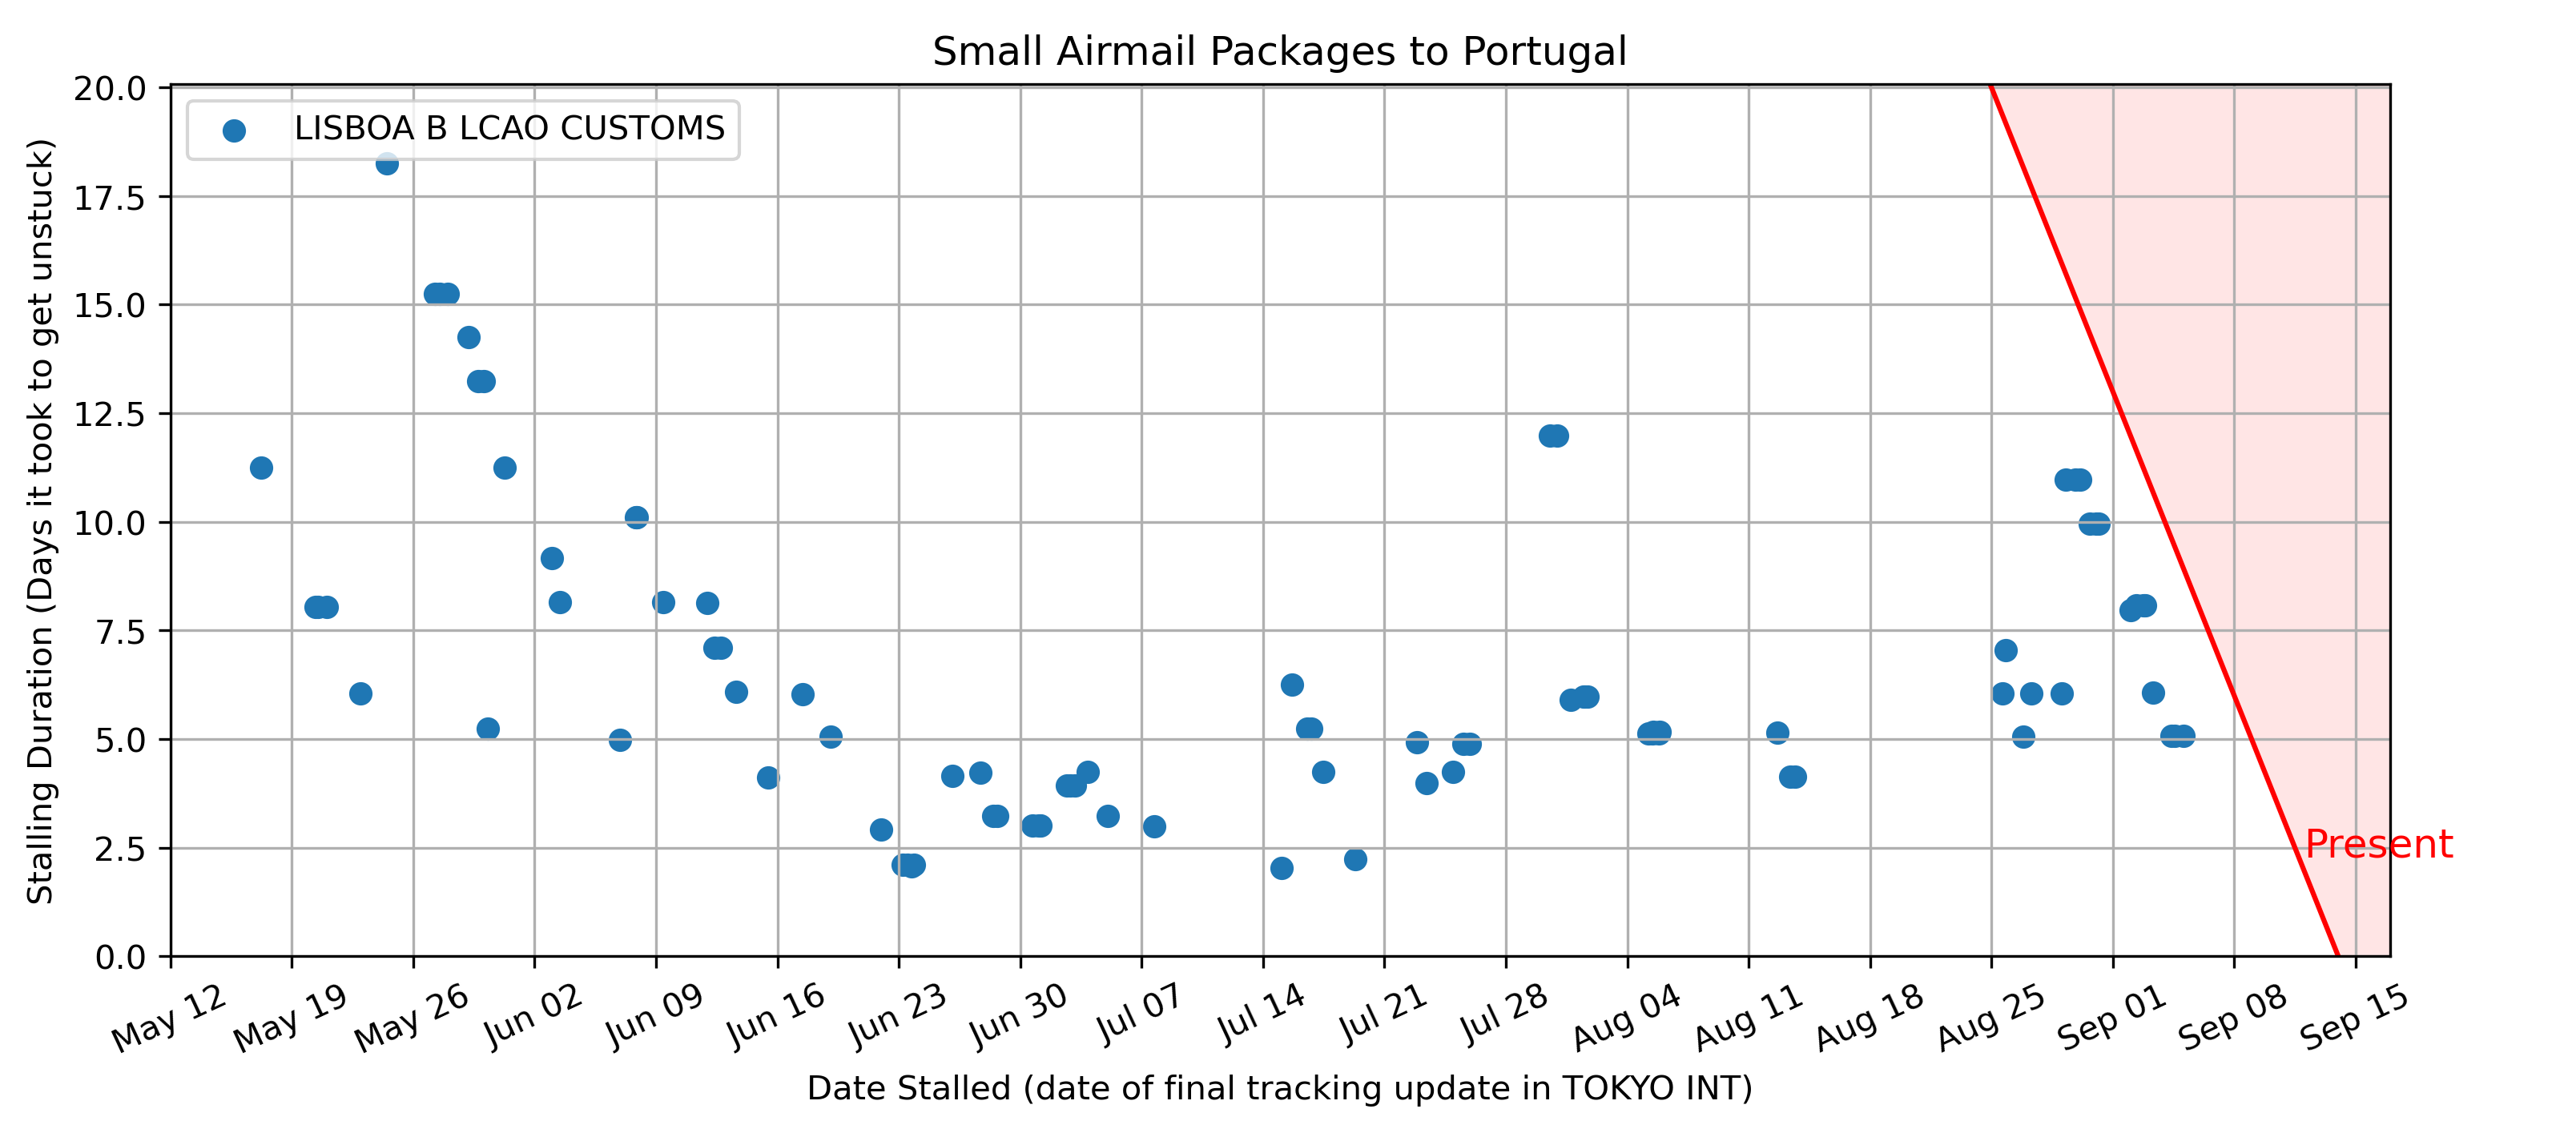 Small Airmail Packages to Portugal
LISBOA B LCAO CUSTOMS
Stalling Duration (Days it took to get unstuck)
20.0
17.5
15.0
12.5
10.0
7.5
5.0
2.5
0.0
Present
May 12
May 19
May 26
Jun 02
Jun 09
Jun 16
Jun 23
Jun 30
Jul 07
Jul 14
Jul 21
Jul 28
Aug 04
Aug 11
Aug 18
Aug 25
Sep 01
Sep 08
Sep 15
Date Stalled (date of final tracking update in TOKYO INT)